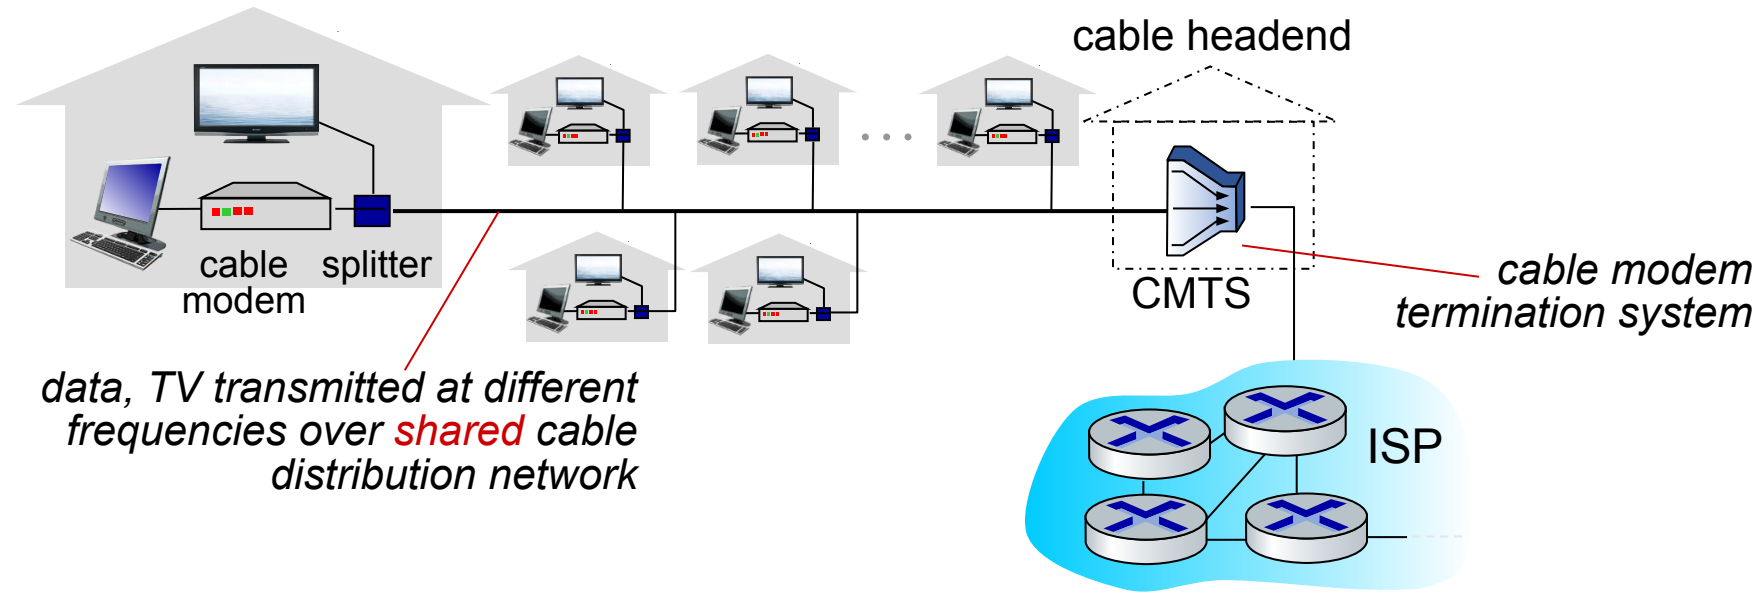 cable headend
cable
modem
splitter
CMTS
cable modem
termination system
data, TV transmitted at different
frequencies over shared cable
distribution network
ISP